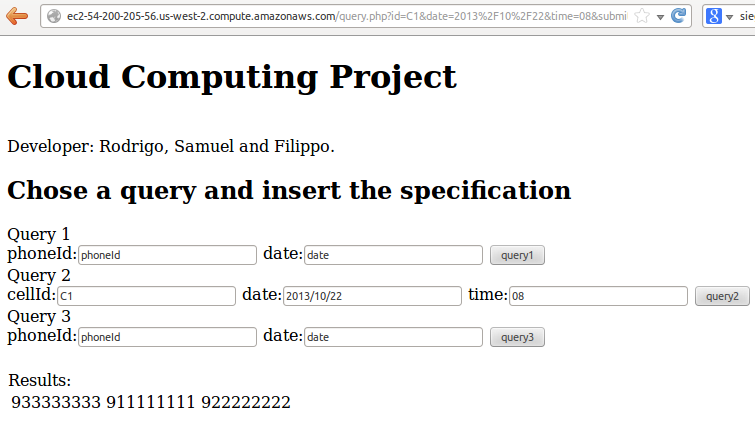 ec2-54-200-205-56.us-west-2.compute.amazonaws.com/query.php?id=C1&date=2013%2F10%2F22&time=08&submi
Cloud Computing Project
Developer: Rodrigo, Samuel and Filippo.
Chose a query and insert the specification
Query 1
phoneId: phoneId date: date query1
Query 2
cellId: C1 date: 2013/10/22 time: 08 query2
Query 3
phoneId: phoneId date: date query3
Results:
933333333 911111111 922222222